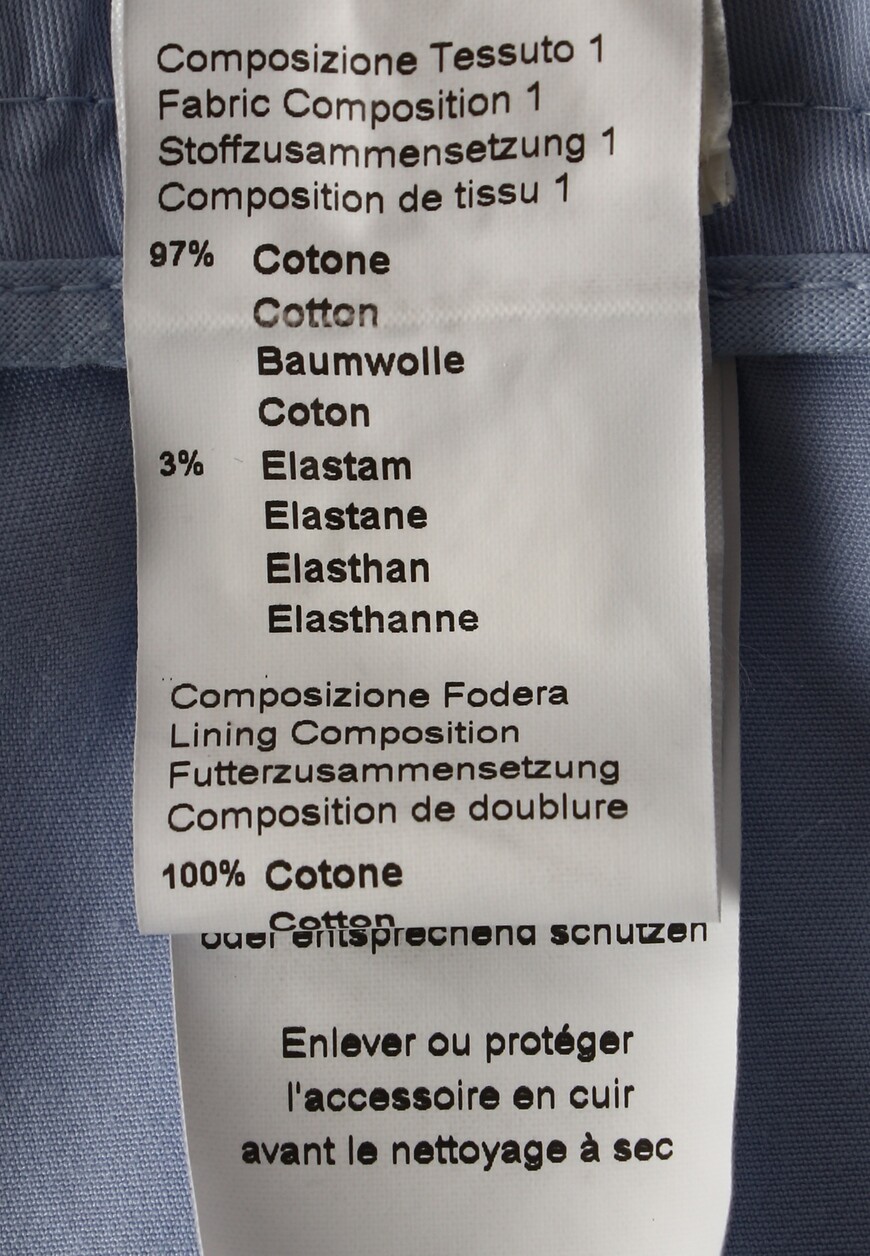 Composizione Tessuto 1
Fabric Composition 1
Stoffzusammensetzung 1
Composition de tissu 1
97% Cotone
Cotton
Baumwolle
Coton
3% Elastam
Elastane
Elasthan
Elasthanne
Composizione Fodera
Lining Composition
Futterzusammensetzung
Composition de doublure
100% Cotone
Cotton
oder entsprechend schützen
Enlever ou protéger
l'accessoire en cuir
avant le nettoyage à sec